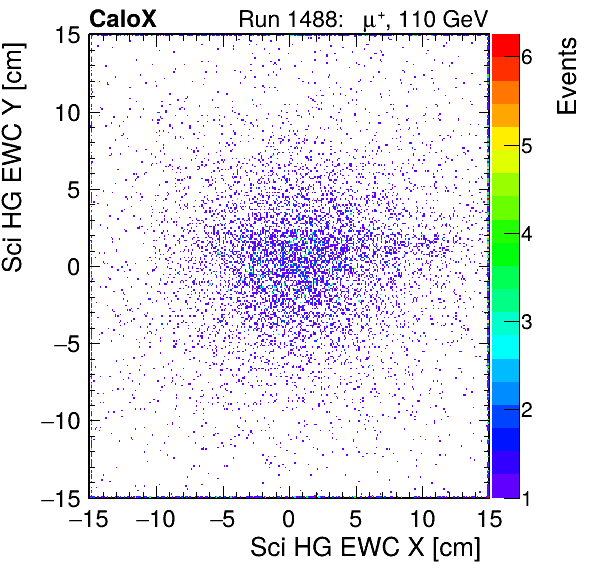 CaloX Run 1488: μ⁺, 110 GeV
Sci HG EWC Y [cm]
15
10
5
0
−5
−10
−15
−15 −10 −5 0 5 10 15
Sci HG EWC X [cm]
Events
6
5
4
3
2
1